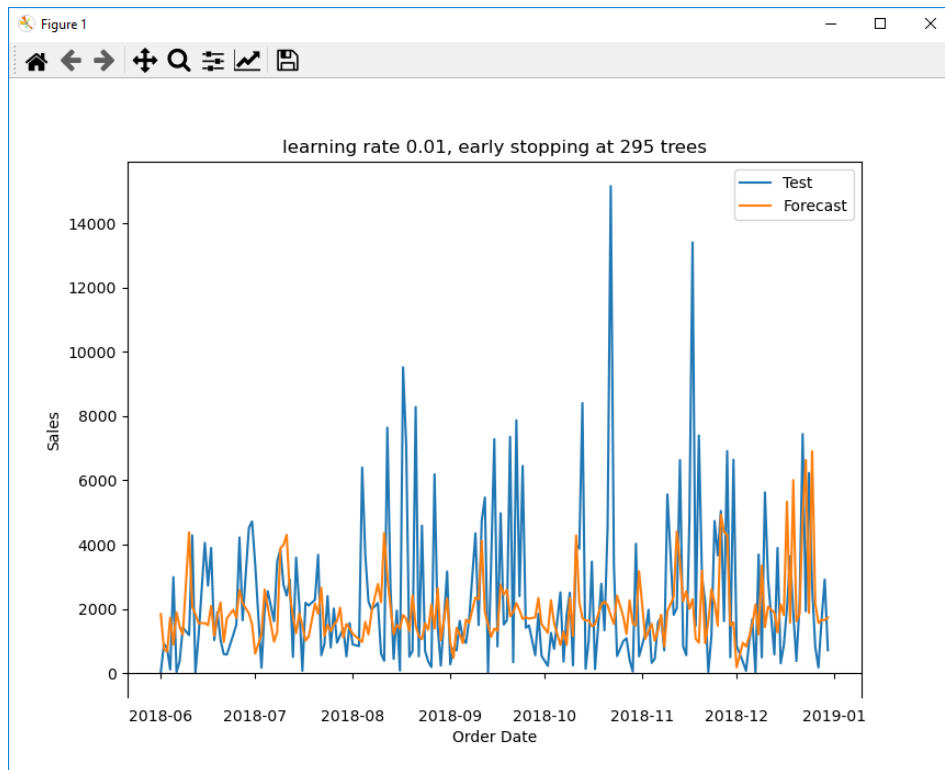 Figure 1
learning rate 0.01, early stopping at 295 trees
Test
Forecast
14000
12000
10000
8000
6000
4000
2000
0
Sales
2018-06 2018-07 2018-08 2018-09 2018-10 2018-11 2018-12 2019-01
Order Date